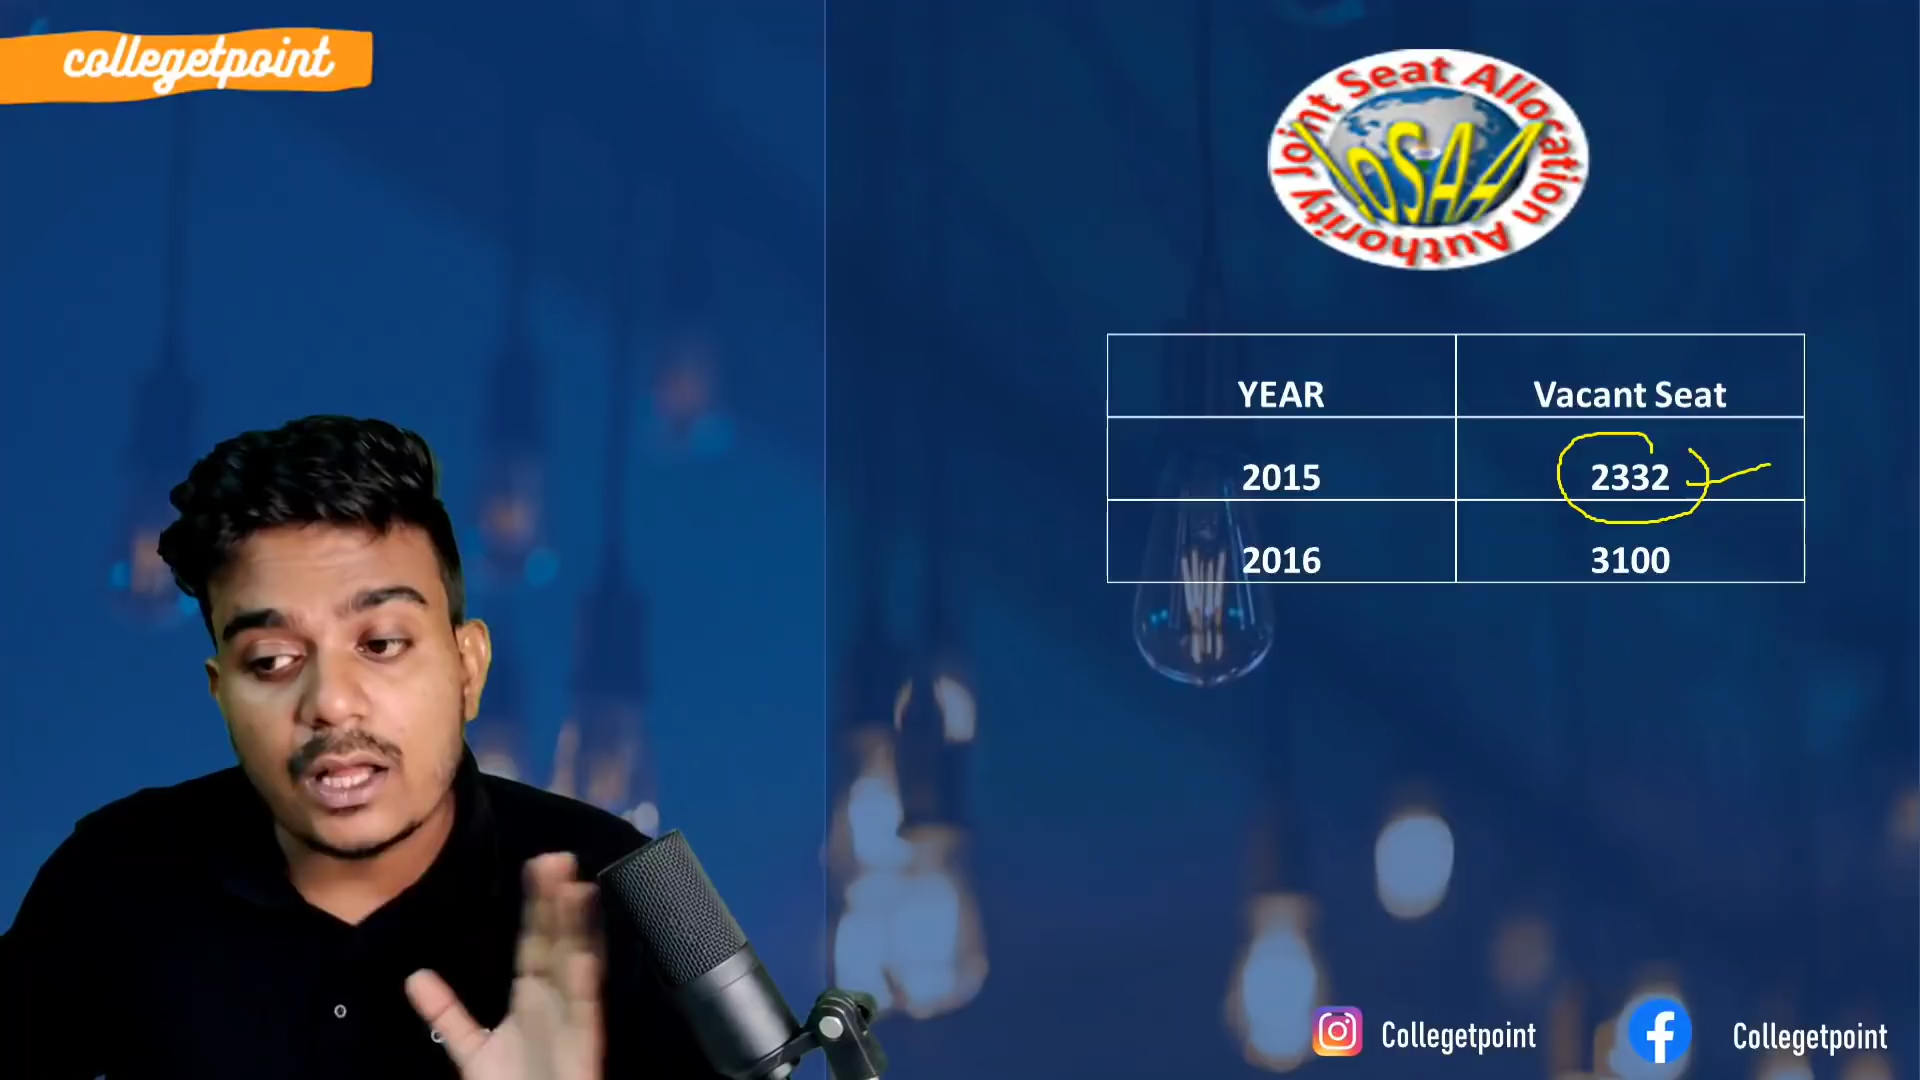 collegetpoint
Joint Seat Allocation Authority
JoSAA
YEAR Vacant Seat
2015 2332
2016 3100
Collegetpoint Collegetpoint